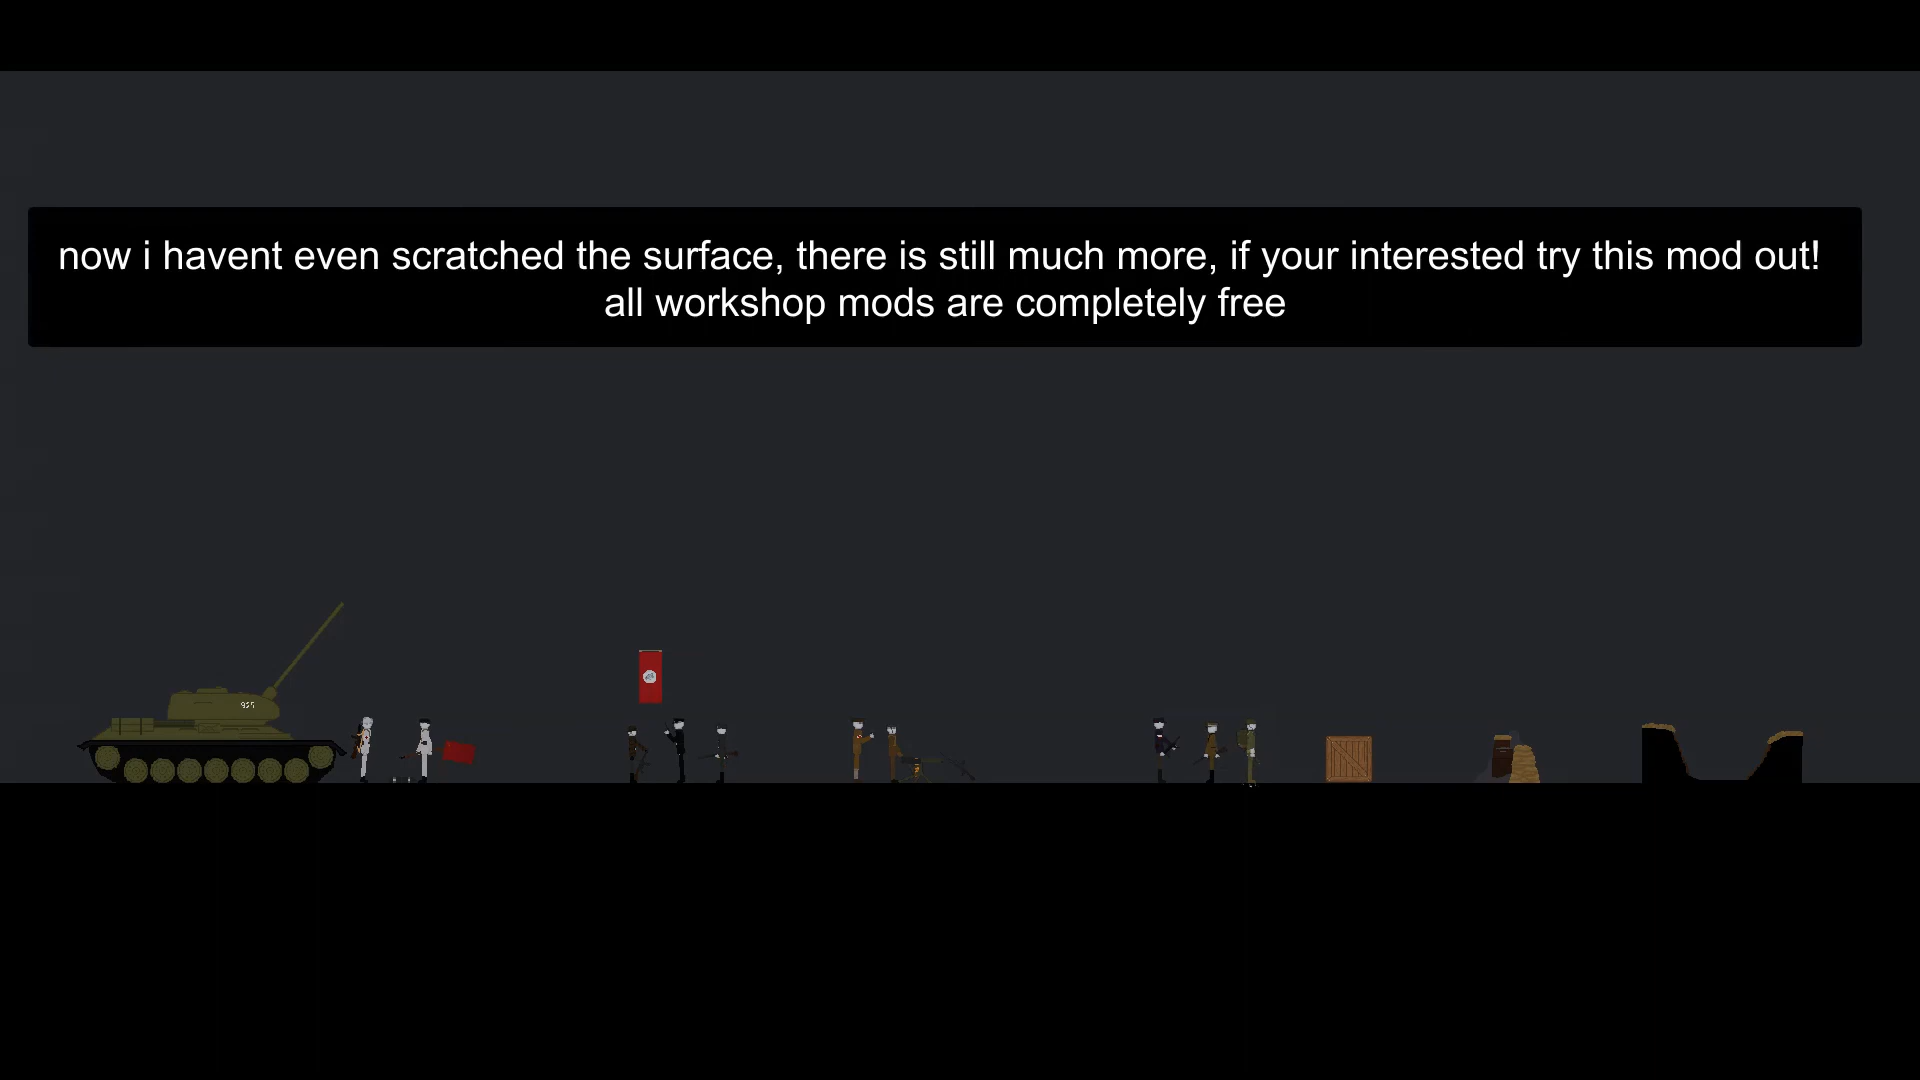 now i havent even scratched the surface, there is still much more, if your interested try this mod out!
all workshop mods are completely free
925